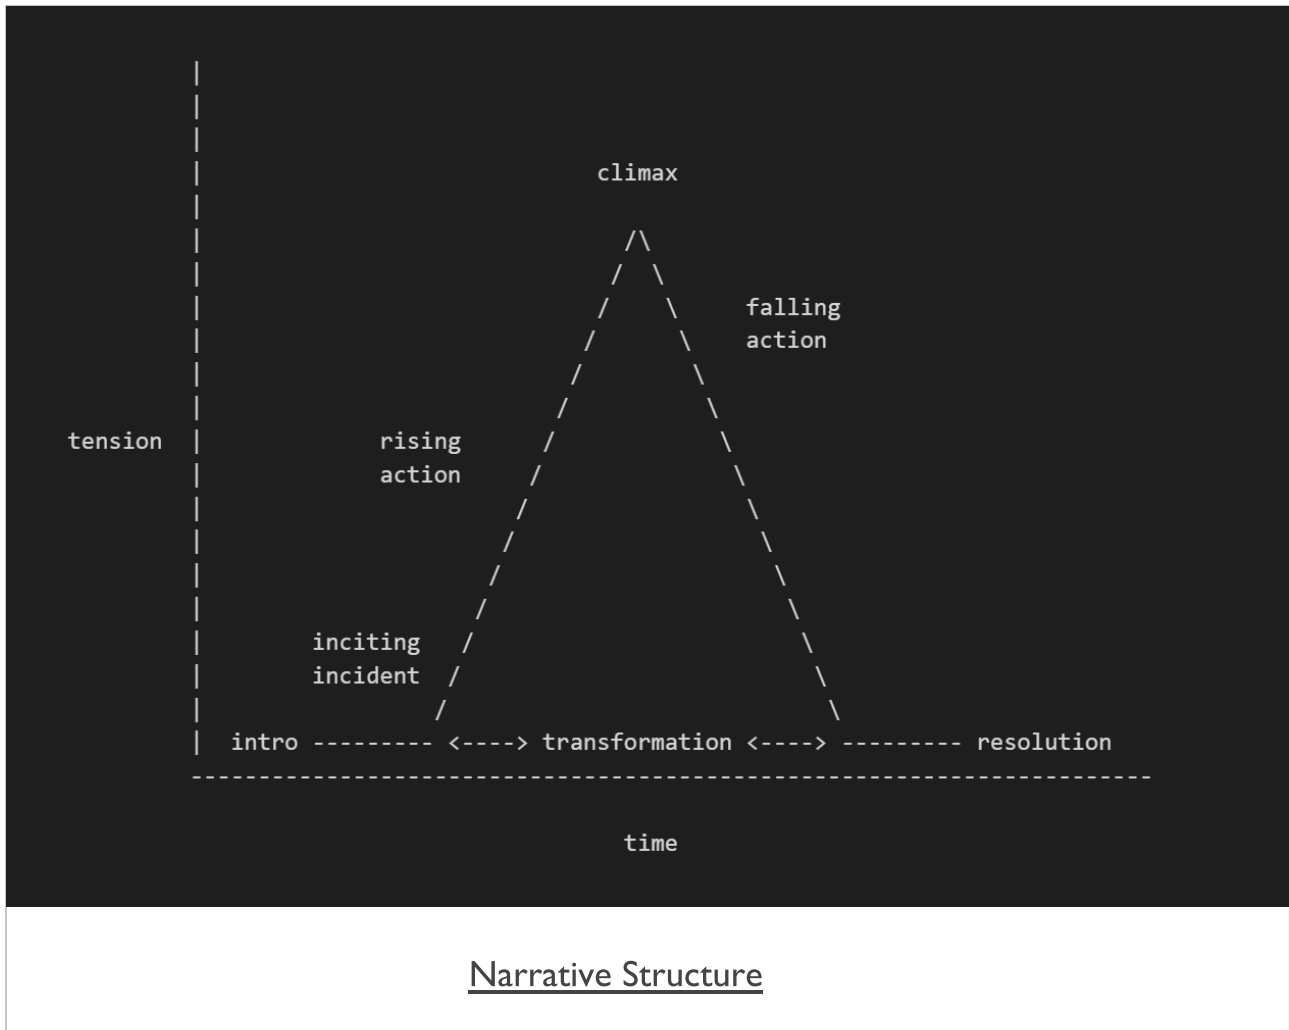 climax
falling
action
tension
rising
action
inciting
incident
intro --------- <----> transformation <----> --------- resolution
time
Narrative Structure